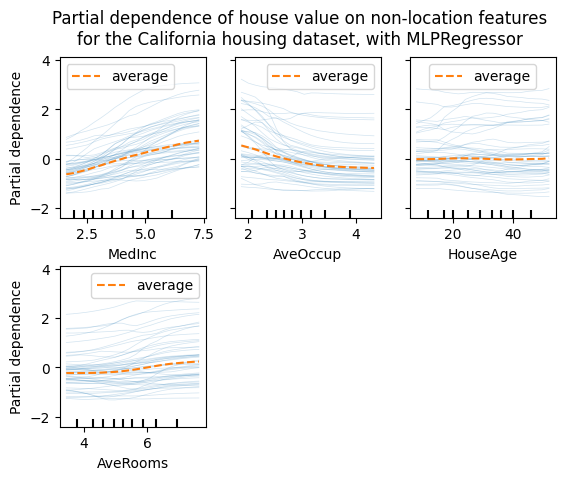 Partial dependence of house value on non-location features
for the California housing dataset, with MLPRegressor
average
average
average
Partial dependence
4
2
0
−2
2.5
5.0
7.5
2
3
4
20
40
MedInc
AveOccup
HouseAge
average
Partial dependence
4
2
0
−2
4
6
AveRooms